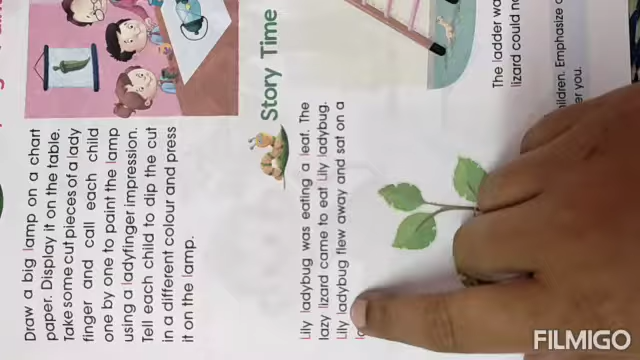 Draw a big lamp on a chart
paper. Display it on the table.
Take some cut pieces of a lady
finger and call each child
one by one to paint the lamp
using a ladyfinger impression.
Tell each child to dip the cut
in a different colour and press
it on the lamp.
Story Time
Lily ladybug was eating a leaf. The
lazy lizard came to eat Lily ladybug.
Lily ladybug flew away and sat on a
The ladder wa
lizard could n
ildren. Emphasize
er you.
FILMIGO